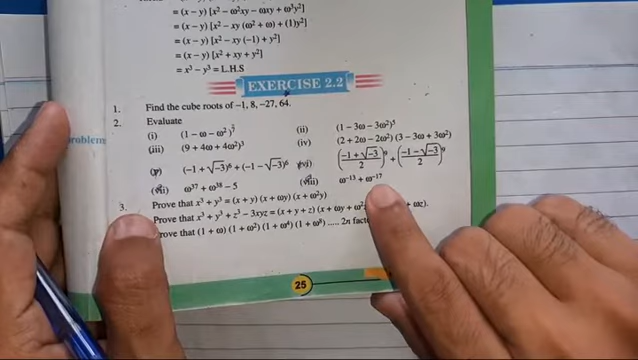 = (x − y) [x² − ω²xy − ωxy + ω³y²]
= (x − y) [x² − xy (ω² + ω) + (1)y²]
= (x − y) [x² − xy (−1) + y²]
= (x − y) [x² + xy + y²]
= x³ − y³ = L.H.S
EXERCISE 2.2
1. Find the cube roots of −1, 8, −27, 64.
2. Evaluate
(i) (1 − ω − ω²)⁷ (ii) (1 − 3ω − 3ω²)⁵
(iii) (9 + 4ω + 4ω²)³ (iv) (2 + 2ω − 2ω²) (3 − 3ω + 3ω²)
(v) (−1 + √−3)⁶ + (−1 − √−3)⁶ (vi) ((−1 + √−3)/2)⁹ + ((−1 − √−3)/2)⁹
(vii) ω³⁷ + ω³⁸ − 5 (viii) ω⁻¹³ + ω⁻¹⁷
3. Prove that x³ + y³ = (x + y) (x + ωy) (x + ω²y)
Prove that x³ + y³ + z³ − 3xyz = (x + y + z) (x + ωy + ω² + ωz).
rove that (1 + ω) (1 + ω²) (1 + ω⁴) (1 + ω⁸) ..... 2n fact
problem
25